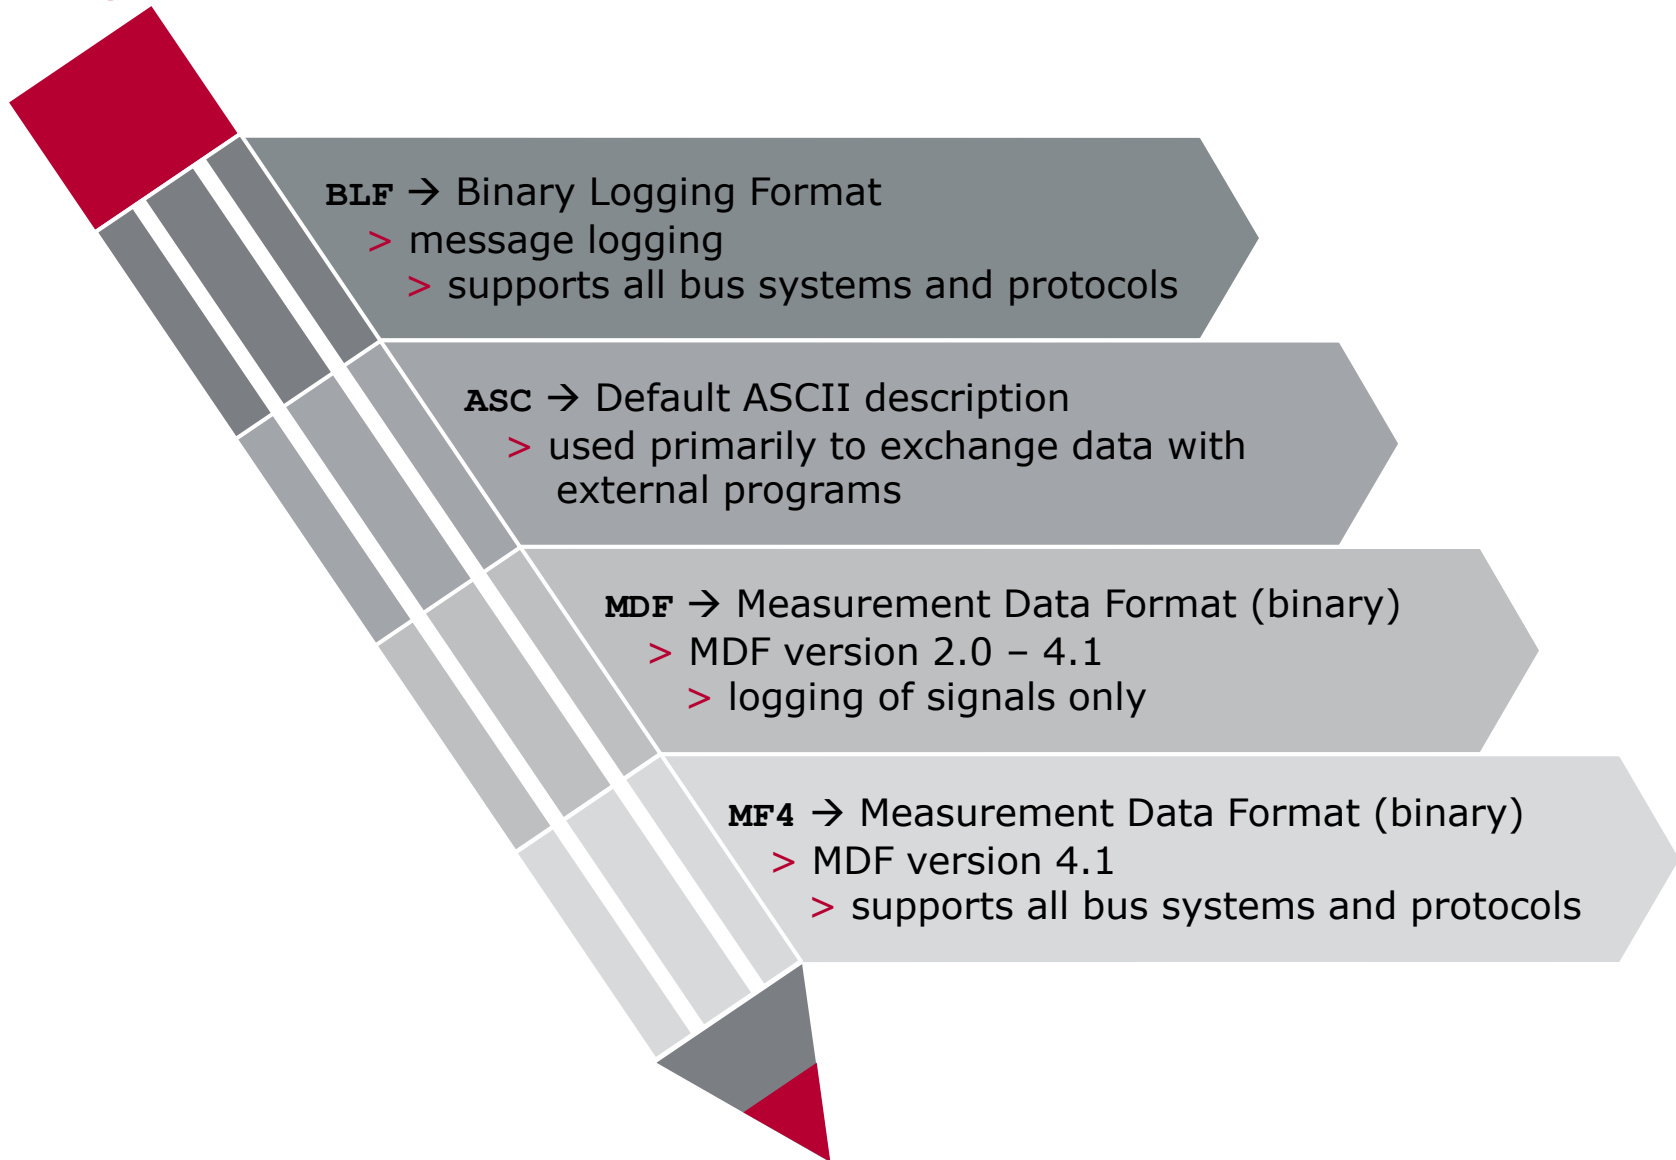 BLF → Binary Logging Format
> message logging
> supports all bus systems and protocols
ASC → Default ASCII description
> used primarily to exchange data with
external programs
MDF → Measurement Data Format (binary)
> MDF version 2.0 – 4.1
> logging of signals only
MF4 → Measurement Data Format (binary)
> MDF version 4.1
> supports all bus systems and protocols